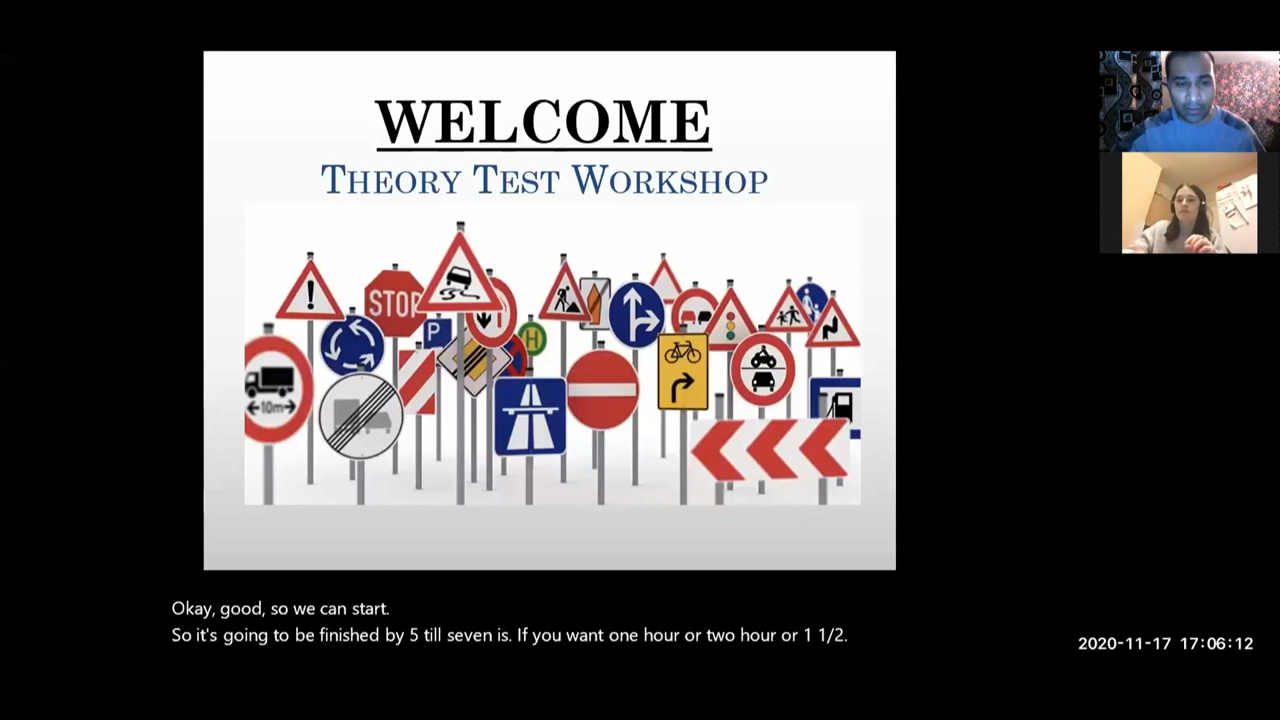 WELCOME
THEORY TEST WORKSHOP
STOP
P
H
10m
Okay, good, so we can start.
So it's going to be finished by 5 till seven is. If you want one hour or two hour or 1 1/2.
2020-11-17 17:06:12